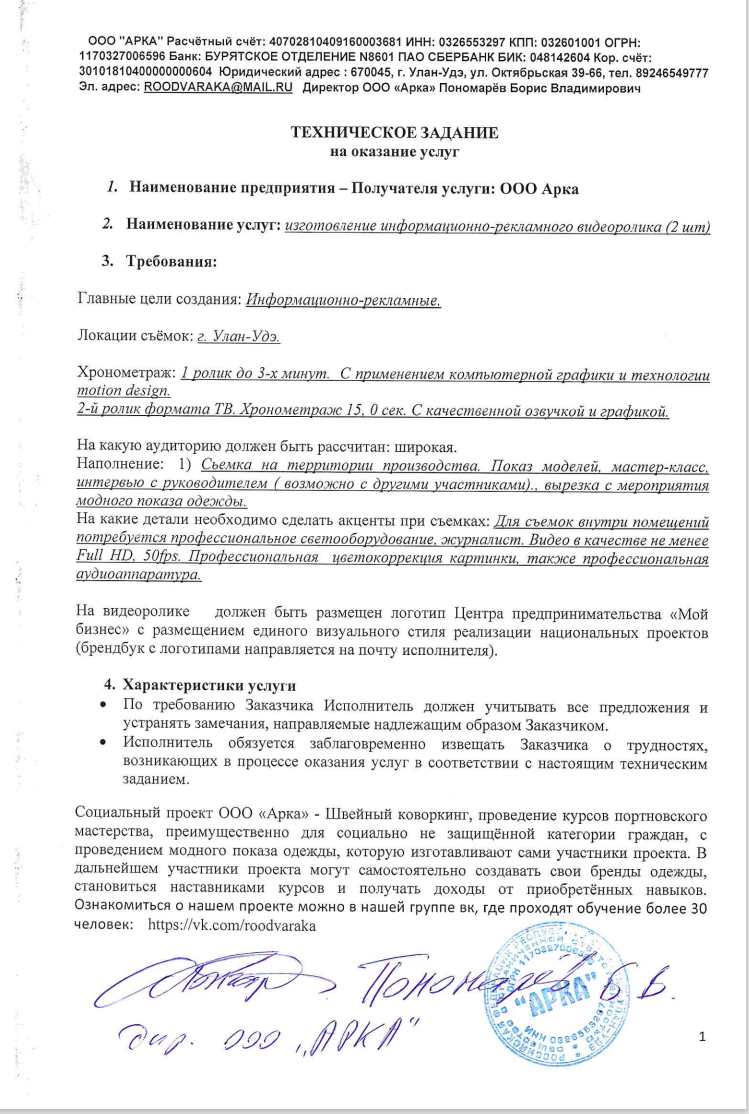 ООО "АРКА" Расчётный счёт: 40702810409160003681 ИНН: 0326553297 КПП: 032601001 ОГРН:
1170327006596 Банк: БУРЯТСКОЕ ОТДЕЛЕНИЕ N8601 ПАО СБЕРБАНК БИК: 048142604 Кор. счёт:
30101810400000000604 Юридический адрес : 670045, г. Улан-Удэ, ул. Октябрьская 39-66, тел. 89246549777
Эл. адрес: ROODVARAKA@MAIL.RU Директор ООО «Арка» Пономарёв Борис Владимирович
ТЕХНИЧЕСКОЕ ЗАДАНИЕ
на оказание услуг
1. Наименование предприятия – Получателя услуги: ООО Арка
2. Наименование услуг: изготовление информационно-рекламного видеоролика (2 шт)
3. Требования:
Главные цели создания: Информационно-рекламные.
Локации съёмок: г. Улан-Удэ.
Хронометраж: 1 ролик до 3-х минут. С применением компьютерной графики и технологии
motion design.
2-й ролик формата ТВ. Хронометраж 15, 0 сек. С качественной озвучкой и графикой.
На какую аудиторию должен быть рассчитан: широкая.
Наполнение: 1) Съемка на территории производства. Показ моделей, мастер-класс,
интервью с руководителем ( возможно с другими участниками)., вырезка с мероприятия
модного показа одежды.
На какие детали необходимо сделать акценты при съемках: Для съемок внутри помещений
потребуется профессиональное светооборудование, журналист. Видео в качестве не менее
Full HD, 50fps. Профессиональная цветокоррекция картинки, также профессиональная
аудиоаппаратура.
На видеоролике должен быть размещен логотип Центра предпринимательства «Мой
бизнес» с размещением единого визуального стиля реализации национальных проектов
(брендбук с логотипами направляется на почту исполнителя).
4. Характеристики услуги
• По требованию Заказчика Исполнитель должен учитывать все предложения и
устранять замечания, направляемые надлежащим образом Заказчиком.
• Исполнитель обязуется заблаговременно извещать Заказчика о трудностях,
возникающих в процессе оказания услуг в соответствии с настоящим техническим
заданием.
Социальный проект ООО «Арка» - Швейный коворкинг, проведение курсов портновского
мастерства, преимущественно для социально не защищённой категории граждан, с
проведением модного показа одежды, которую изготавливают сами участники проекта. В
дальнейшем участники проекта могут самостоятельно создавать свои бренды одежды,
становиться наставниками курсов и получать доходы от приобретённых навыков.
Ознакомиться о нашем проекте можно в нашей группе вк, где проходят обучение более 30
человек: https://vk.com/roodvaraka
Пономарёв Б В.
"АРКА"
дир. ООО „АРКА"
1